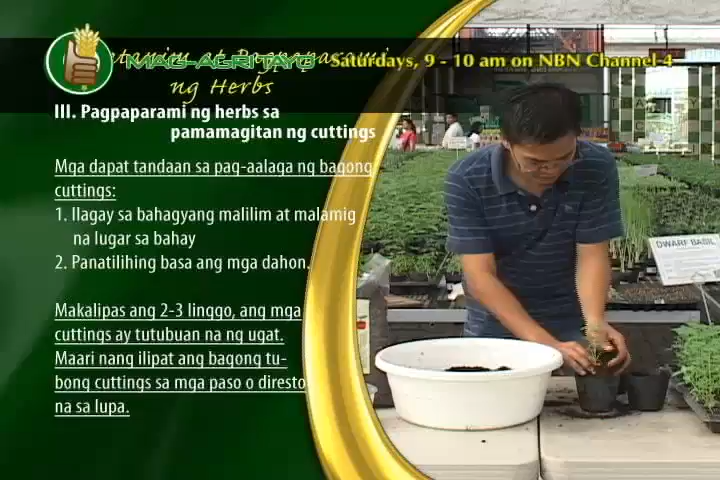 MAG-AGRI TAYO Saturdays, 9 - 10 am on NBN Channel 4
at Pagpaparami
ng Herbs
III. Pagpaparami ng herbs sa
pamamagitan ng cuttings
Mga dapat tandaan sa pag-aalaga ng bagong
cuttings:
1. Ilagay sa bahagyang malilim at malamig
na lugar sa bahay
2. Panatilihing basa ang mga dahon.
Makalipas ang 2-3 linggo, ang mga
cuttings ay tutubuan na ng ugat.
Maari nang ilipat ang bagong tu-
bong cuttings sa mga paso o diresto
na sa lupa.
DWARF BASIL